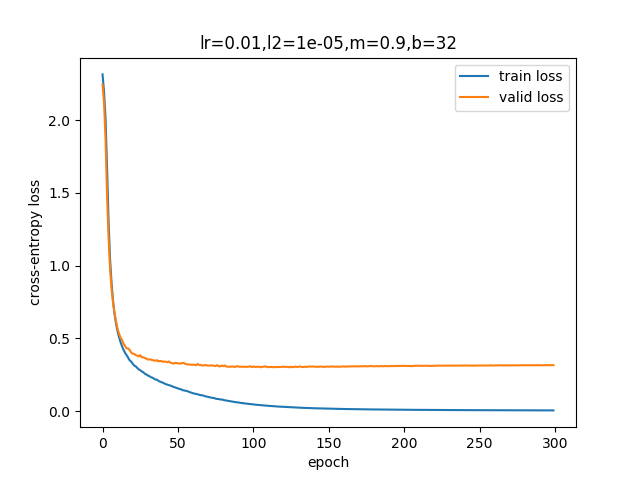 lr=0.01,l2=1e-05,m=0.9,b=32
train loss
valid loss
2.0
1.5
1.0
0.5
0.0
cross-entropy loss
0 50 100 150 200 250 300
epoch